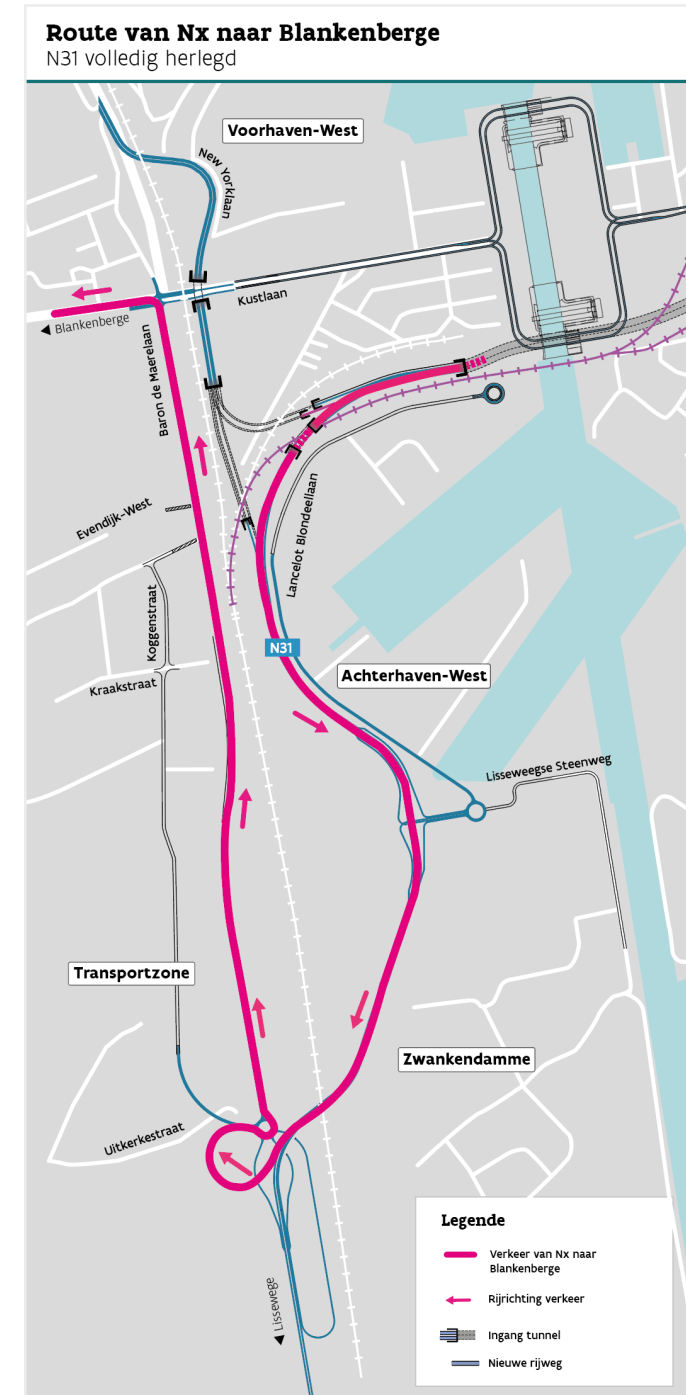 Route van Nx naar Blankenberge
N31 volledig herlegd
Voorhaven-West
New Yorklaan
Kustlaan
Blankenberge
Baron de Maerelaan
Evendijk-West
Lancelot Blondeellaan
Koggenstraat
N31
Achterhaven-West
Kraakstraat
Lisseweegse Steenweg
Transportzone
Zwankendamme
Uitkerkestraat
Lissewege
Legende
Verkeer van Nx naar
Blankenberge
Rijrichting verkeer
Ingang tunnel
Nieuwe rijweg